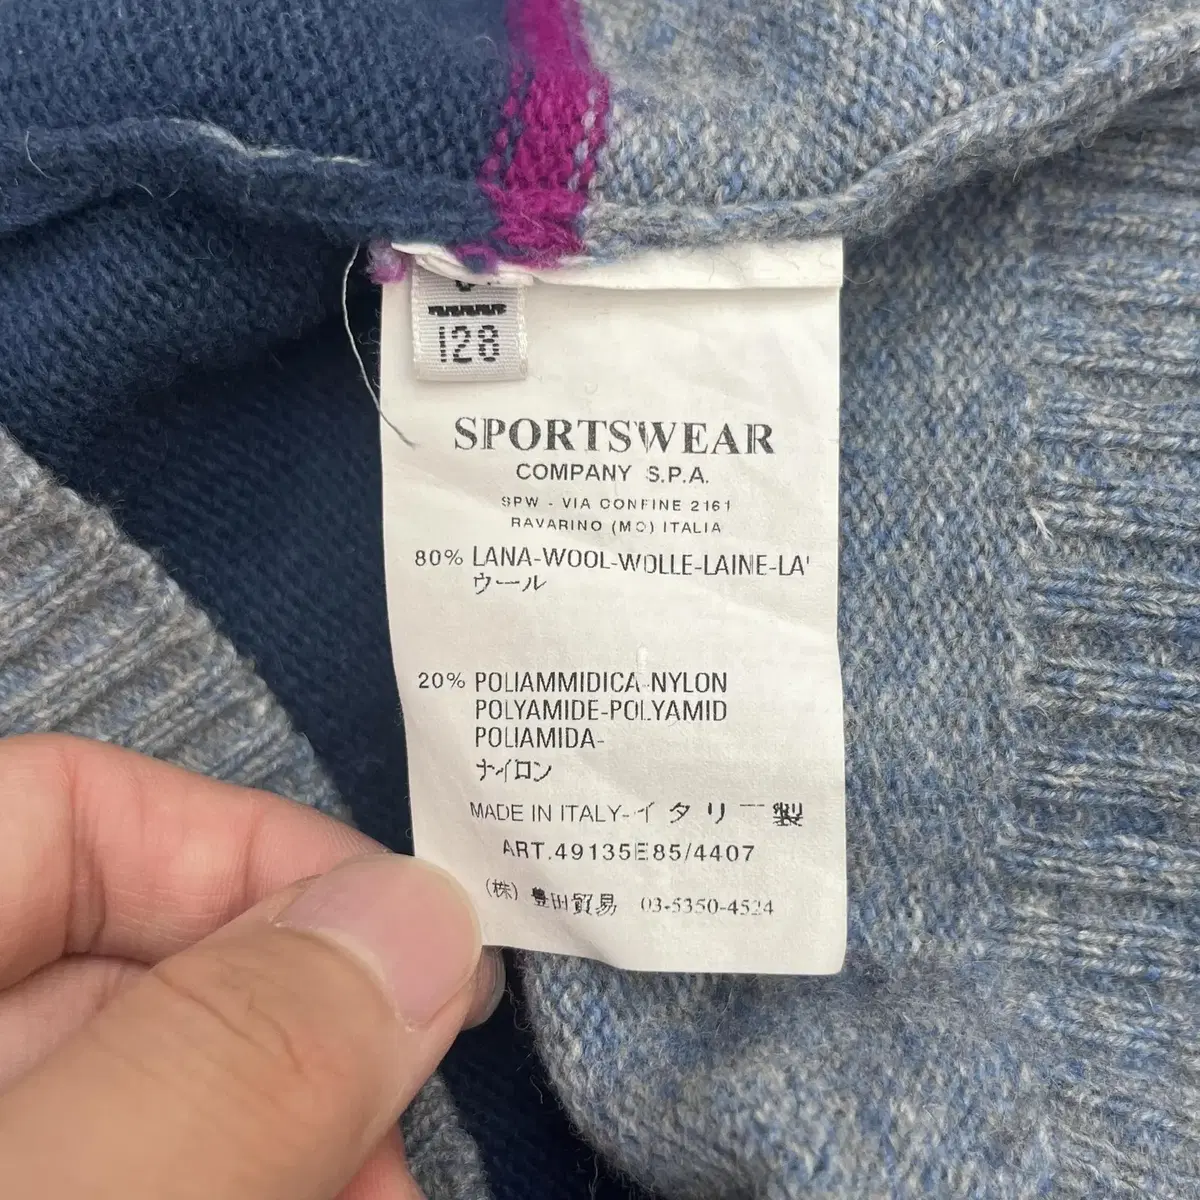 128
SPORTSWEAR
COMPANY S.P.A.
SPW - VIA CONFINE 2161
RAVARINO (MO) ITALIA
80% LANA-WOOL-WOLLE-LAINE-LA'
ウール
20% POLIAMMIDICA-NYLON
POLYAMIDE-POLYAMID
POLIAMIDA-
ナイロン
MADE IN ITALY-イタリー製
ART.49135E85/4407
(株) 豊田貿易 03-5350-4524